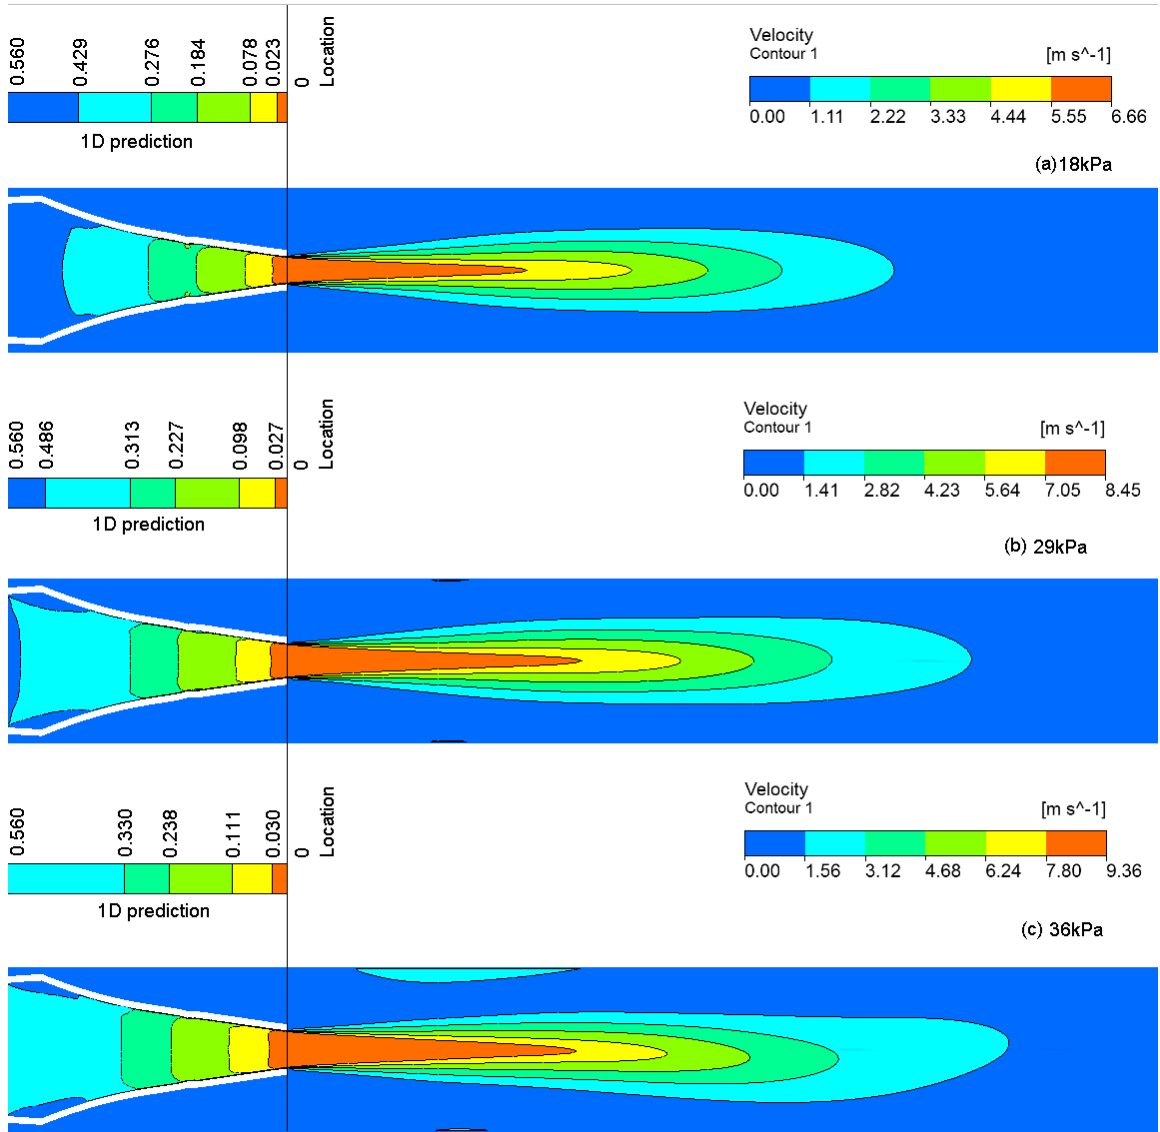 0.560
0.429
0.276
0.184
0.078
0.023
0
Location
1D prediction
Velocity
Contour 1
[m s^-1]
0.00 1.11 2.22 3.33 4.44 5.55 6.66
(a)18kPa
0.560
0.486
0.313
0.227
0.098
0.027
0
Location
1D prediction
Velocity
Contour 1
[m s^-1]
0.00 1.41 2.82 4.23 5.64 7.05 8.45
(b) 29kPa
0.560
0.330
0.238
0.111
0.030
0
Location
1D prediction
Velocity
Contour 1
[m s^-1]
0.00 1.56 3.12 4.68 6.24 7.80 9.36
(c) 36kPa